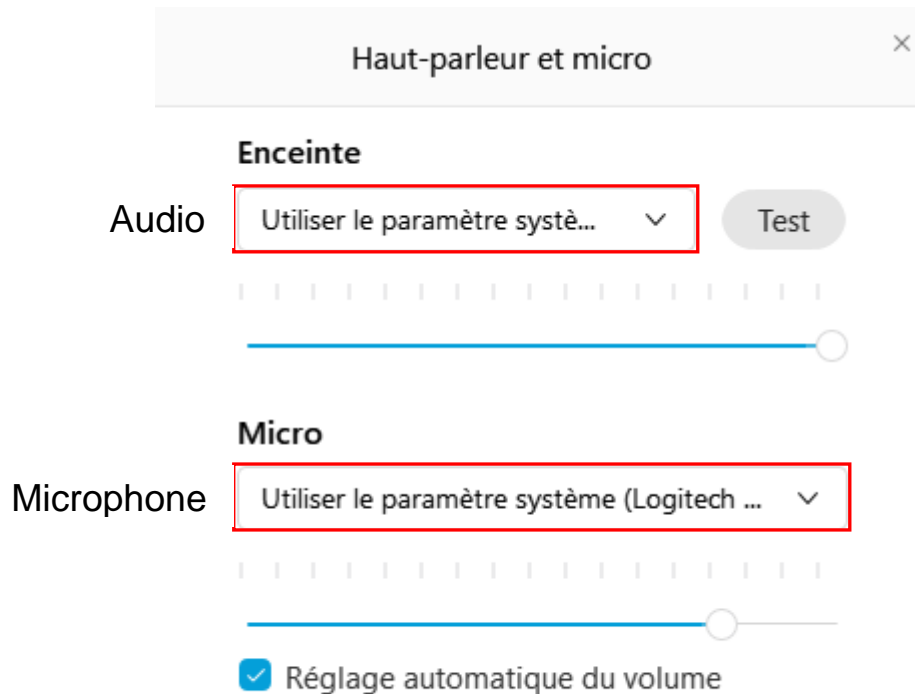 Haut-parleur et micro
Enceinte
Audio Utiliser le paramètre systè... Test
Micro
Microphone Utiliser le paramètre système (Logitech ...
Réglage automatique du volume